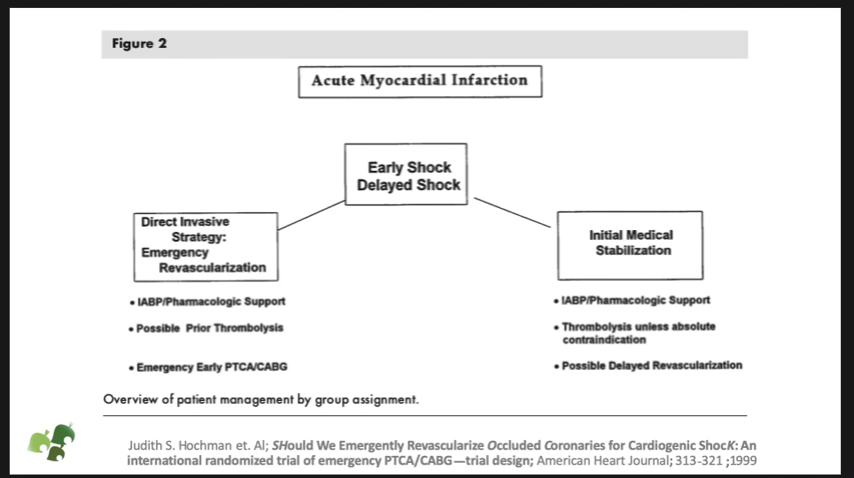 Figure 2
Acute Myocardial Infarction
Early Shock
Delayed Shock
Direct Invasive
Strategy:
Emergency
Revascularization
• IABP/Pharmacologic Support
• Possible Prior Thrombolysis
• Emergency Early PTCA/CABG
Initial Medical
Stabilization
• IABP/Pharmacologic Support
• Thrombolysis unless absolute
contraindication
• Possible Delayed Revascularization
Overview of patient management by group assignment.
Judith S. Hochman et. Al; SHould We Emergently Revascularize Occluded Coronaries for Cardiogenic ShocK: An
international randomized trial of emergency PTCA/CABG—trial design; American Heart Journal; 313-321 ;1999